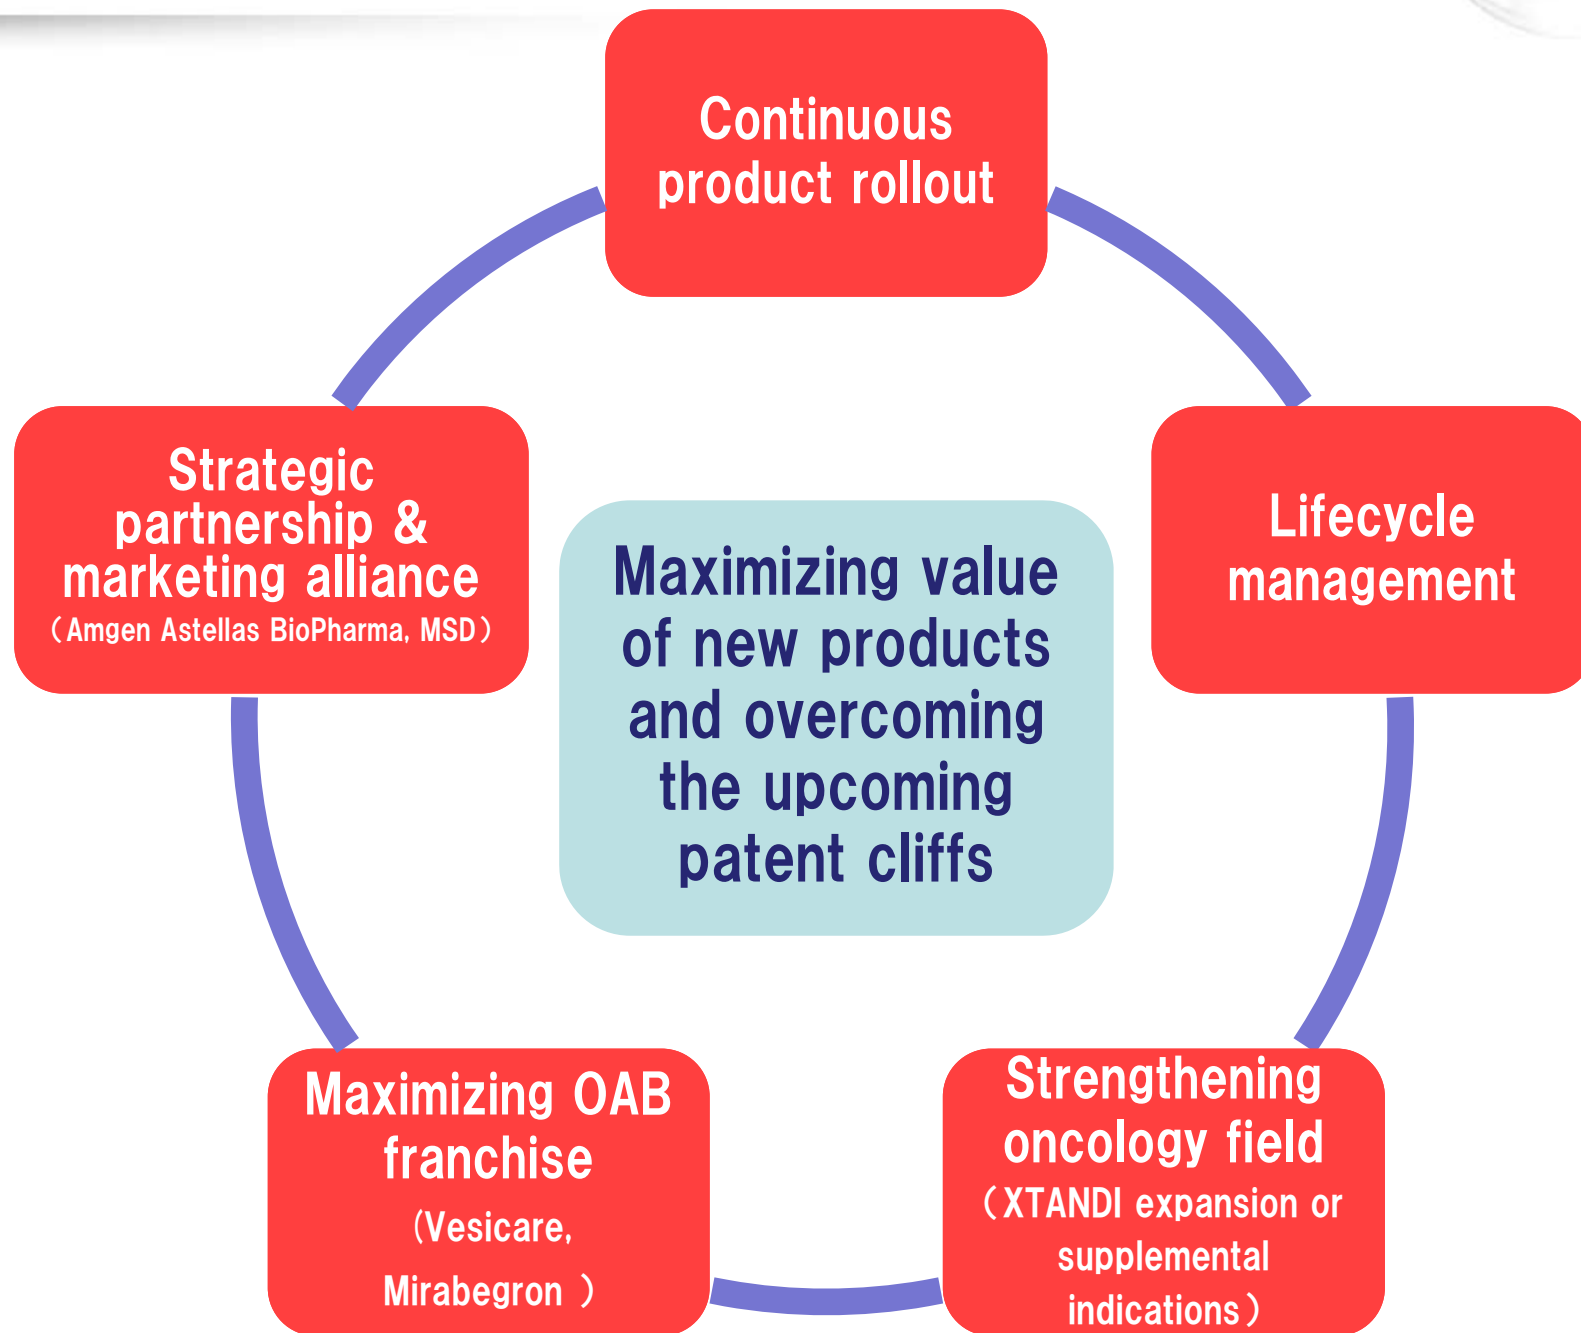 Continuous
product rollout
Strategic
partnership &
marketing alliance
（Amgen Astellas BioPharma, MSD）
Lifecycle
management
Maximizing value
of new products
and overcoming
the upcoming
patent cliffs
Maximizing OAB
franchise
（Vesicare,
Mirabegron ）
Strengthening
oncology field
（XTANDI expansion or
supplemental
indications）